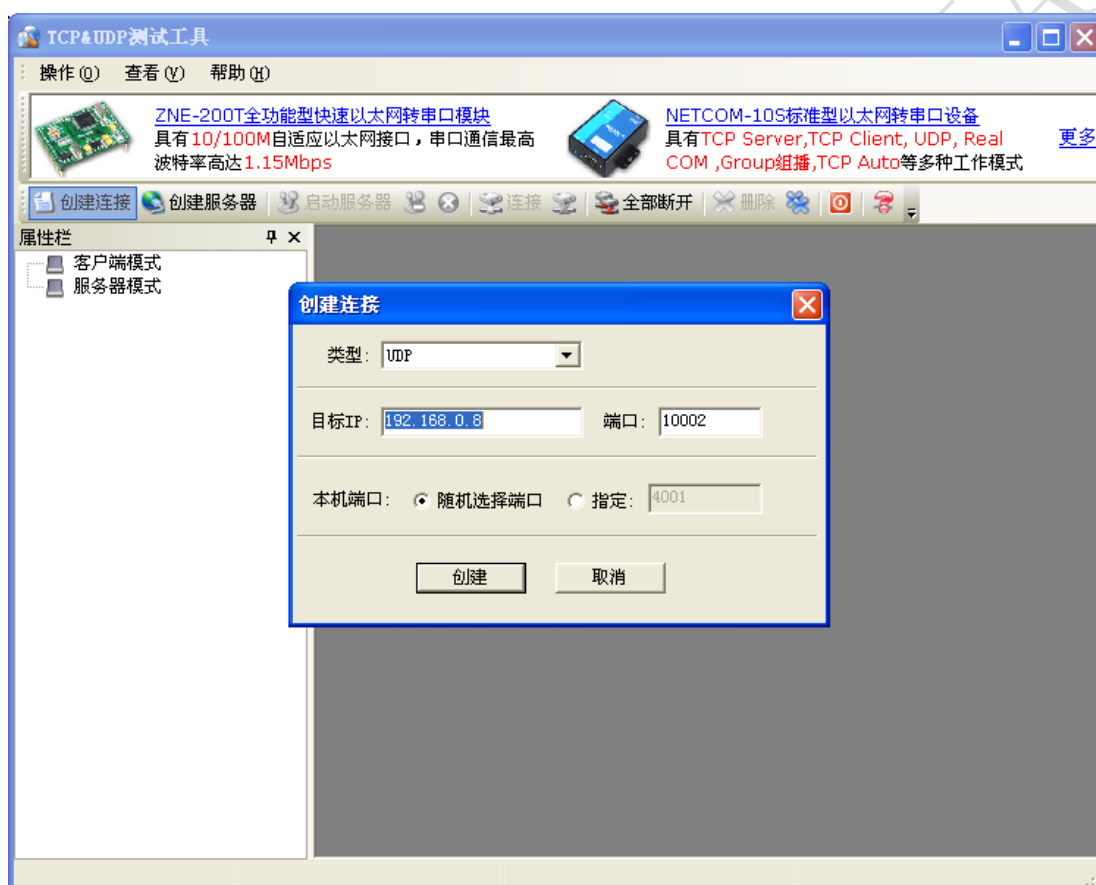 TCP&UDP测试工具
操作(O) 查看(V) 帮助(H)
ZNE-200T全功能型快速以太网转串口模块
具有10/100M自适应以太网接口，串口通信最高
波特率高达1.15Mbps
NETCOM-10S标准型以太网转串口设备
具有TCP Server,TCP Client, UDP, Real
COM ,Group组播,TCP Auto等多种工作模式
更多
创建连接 创建服务器 启动服务器 连接 全部断开 删除
属性栏
客户端模式
服务器模式
创建连接
类型: UDP
目标IP: 192.168.0.8 端口: 10002
本机端口: 随机选择端口 指定: 4001
创建 取消